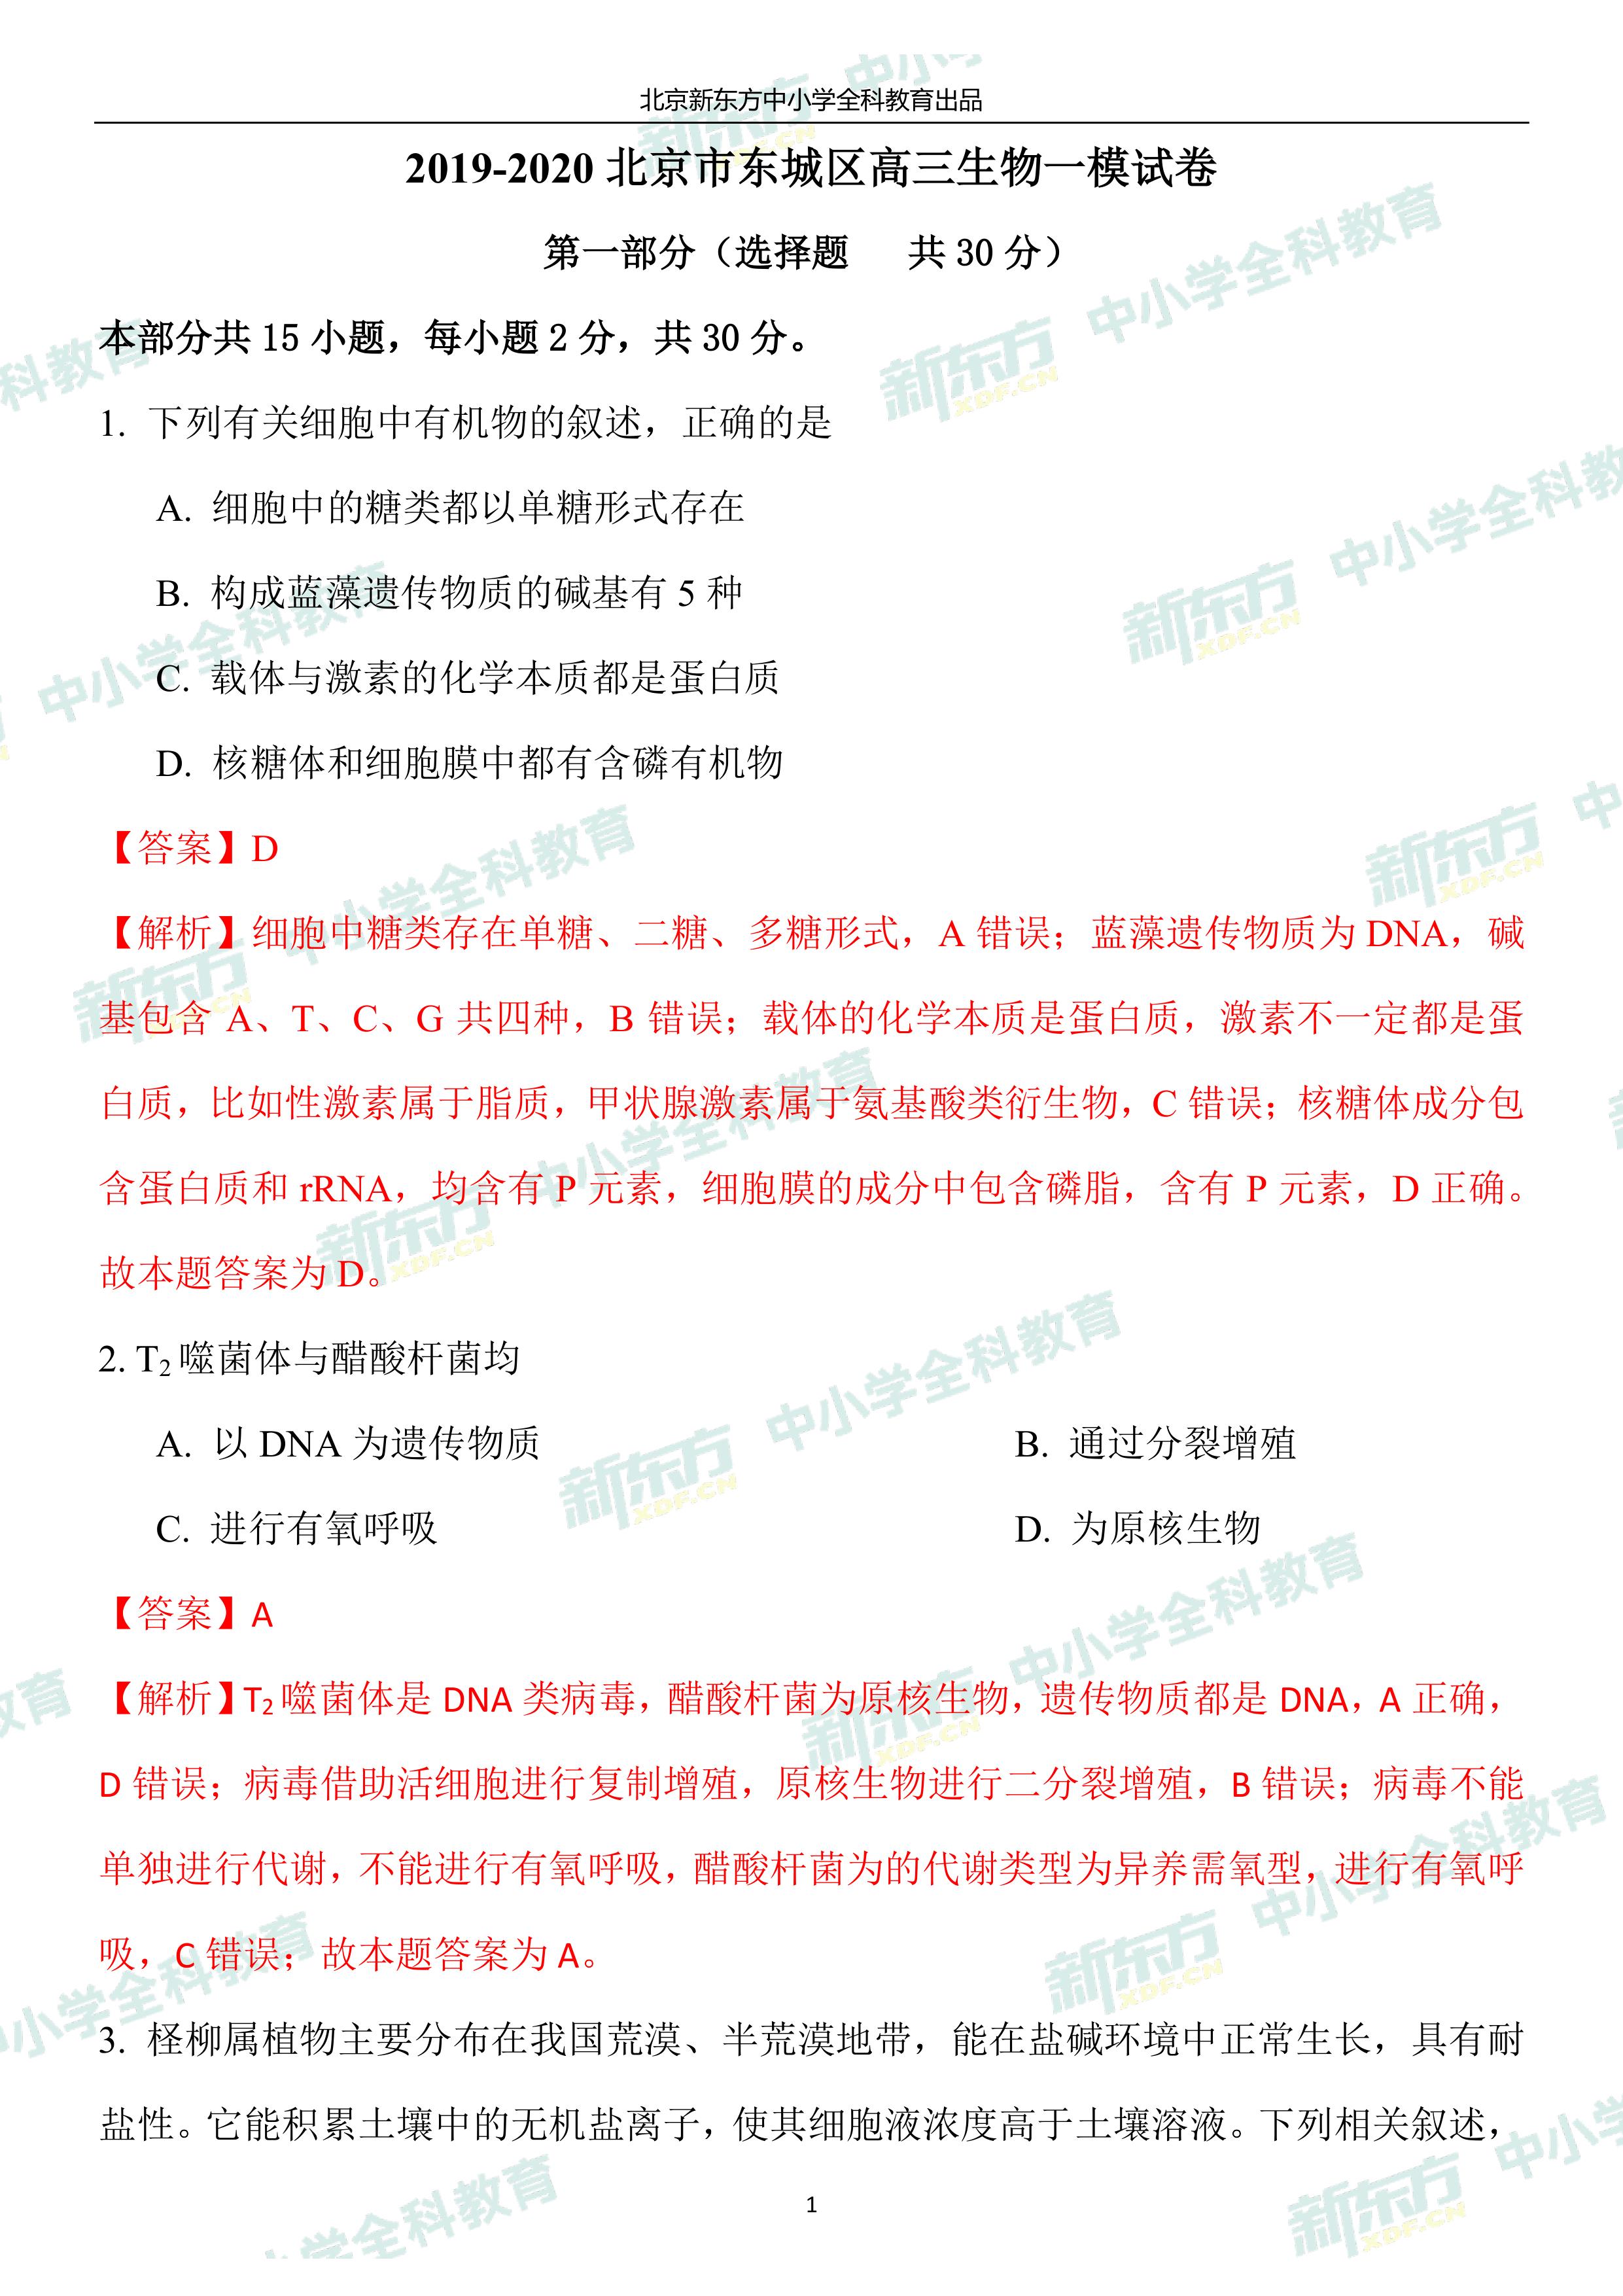 北京新东方中小学全科教育出品
2019-2020 北京市东城区高三生物一模试卷
第一部分（选择题 共 30 分）
本部分共 15 小题，每小题 2 分，共 30 分。
1. 下列有关细胞中有机物的叙述，正确的是
A. 细胞中的糖类都以单糖形式存在
B. 构成蓝藻遗传物质的碱基有 5 种
C. 载体与激素的化学本质都是蛋白质
D. 核糖体和细胞膜中都有含磷有机物
【答案】D
【解析】细胞中糖类存在单糖、二糖、多糖形式，A 错误；蓝藻遗传物质为 DNA，碱
基包含 A、T、C、G 共四种，B 错误；载体的化学本质是蛋白质，激素不一定都是蛋
白质，比如性激素属于脂质，甲状腺激素属于氨基酸类衍生物，C 错误；核糖体成分包
含蛋白质和 rRNA，均含有 P 元素，细胞膜的成分中包含磷脂，含有 P 元素，D 正确。
故本题答案为 D。
2. T₂噬菌体与醋酸杆菌均
A. 以 DNA 为遗传物质 B. 通过分裂增殖
C. 进行有氧呼吸 D. 为原核生物
【答案】A
【解析】T₂噬菌体是 DNA 类病毒，醋酸杆菌为原核生物，遗传物质都是 DNA，A 正确，
D 错误；病毒借助活细胞进行复制增殖，原核生物进行二分裂增殖，B 错误；病毒不能
单独进行代谢，不能进行有氧呼吸，醋酸杆菌为的代谢类型为异养需氧型，进行有氧呼
吸，C 错误；故本题答案为 A。
3. 柽柳属植物主要分布在我国荒漠、半荒漠地带，能在盐碱环境中正常生长，具有耐
盐性。它能积累土壤中的无机盐离子，使其细胞液浓度高于土壤溶液。下列相关叙述，
1
新东方 XDF.CN 中小学全科教育